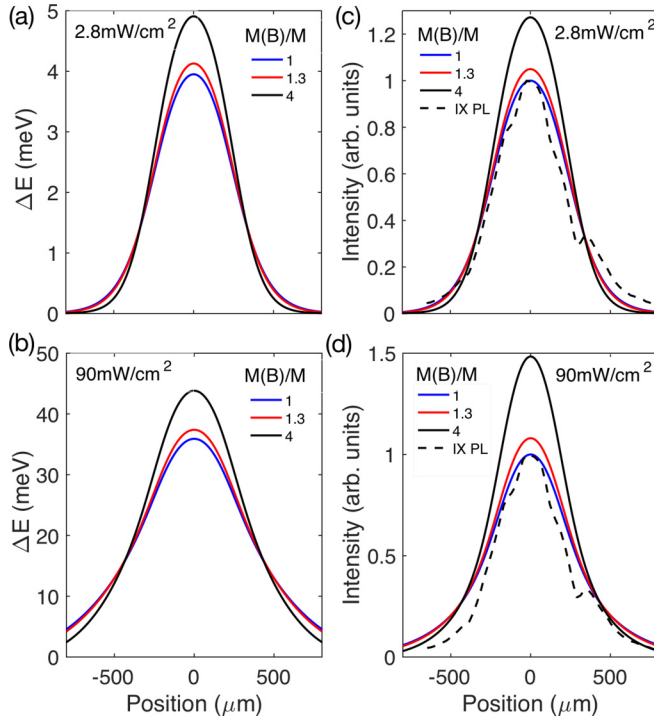 (a)
2.8mW/cm²
M(B)/M
1
1.3
4
5
4
3
2
1
0
ΔE (meV)
(c)
2.8mW/cm²
M(B)/M
1
1.3
4
IX PL
1.2
1
0.8
0.6
0.4
0.2
0
Intensity (arb. units)
-500
0
500
(b)
90mW/cm²
M(B)/M
1
1.3
4
50
40
30
20
10
0
ΔE (meV)
-500
0
500
Position (μm)
(d)
90mW/cm²
M(B)/M
1
1.3
4
IX PL
1.5
1
0.5
0
Intensity (arb. units)
-500
0
500
Position (μm)